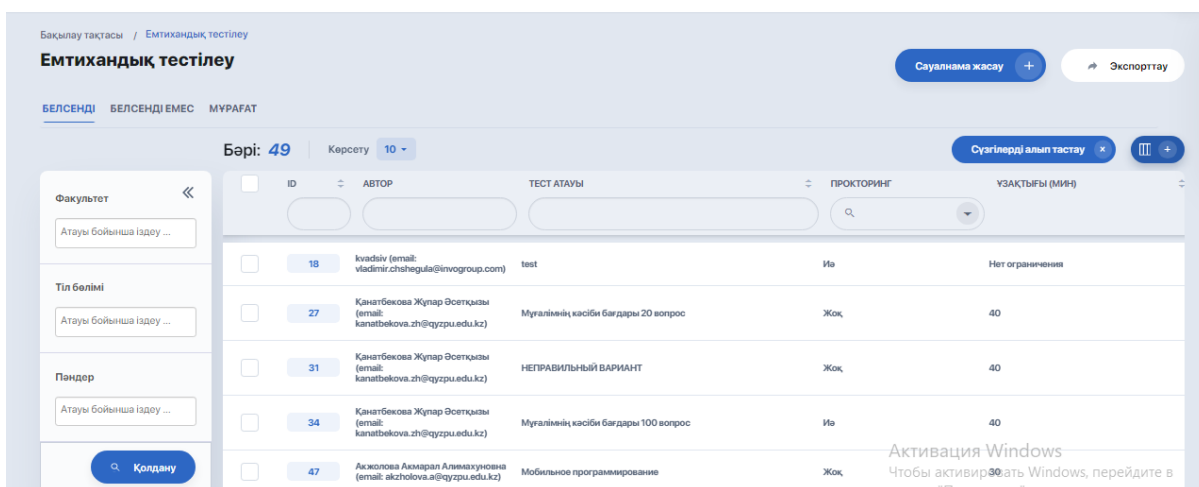 Бақылау тақтасы / Емтихандық тестілеу
Емтихандық тестілеу
Сауалнама жасау +
Экспорттау
БЕЛСЕНДІ БЕЛСЕНДІ ЕМЕС МҰРАҒАТ
Бәрі: 49 Көрсету 10
Сүзгілерді алып тастау ×
+
Факультет
Атауы бойынша іздеу ...
Тіл бөлімі
Атауы бойынша іздеу ...
Пәндер
Атауы бойынша іздеу ...
Қолдану
ID АВТОР ТЕСТ АТАУЫ ПРОКТОРИНГ ҰЗАҚТЫҒЫ (МИН)
18 kvadsiv (email: test Иә Нет ограничения
vladimir.chshegula@invogroup.com)
Қанатбекова Жұпар Әсетқызы
27 (email: Мұғалімнің кәсіби бағдары 20 вопрос Жоқ 40
kanatbekova.zh@qyzpu.edu.kz)
Қанатбекова Жұпар Әсетқызы
31 (email: НЕПРАВИЛЬНЫЙ ВАРИАНТ Жоқ 40
kanatbekova.zh@qyzpu.edu.kz)
Қанатбекова Жұпар Әсетқызы
34 (email: Мұғалімнің кәсіби бағдары 100 вопрос Иә 40
kanatbekova.zh@qyzpu.edu.kz)
Акжолова Акмарал Алимахуновна
47 (email: akzholova.a@qyzpu.edu.kz) Мобильное программирование Жоқ 30
Активация Windows
Чтобы активировать Windows, перейдите в